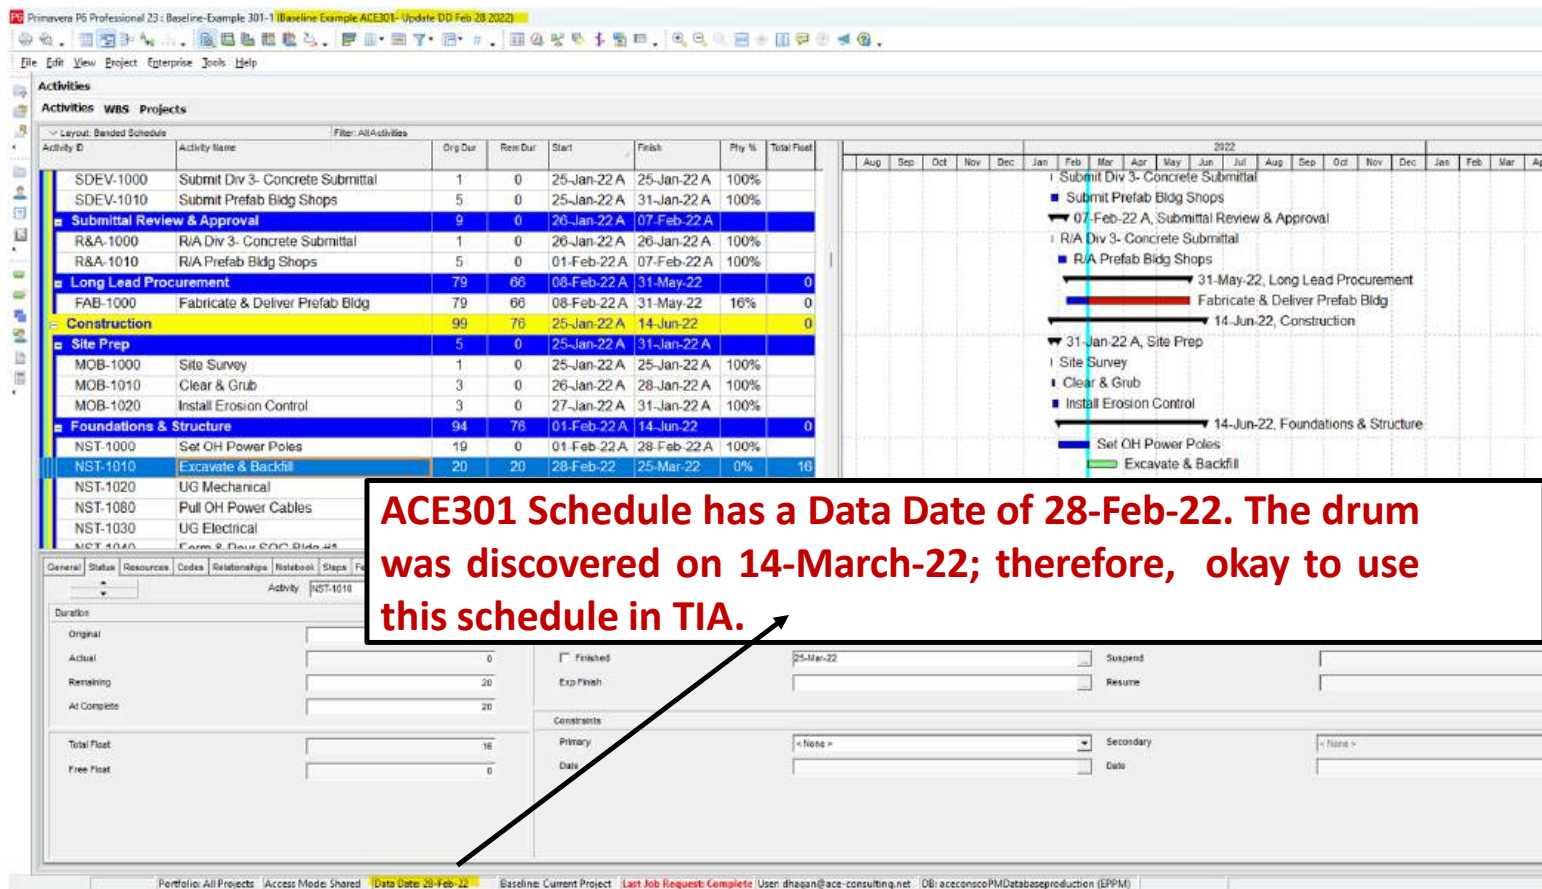 Primavera P6 Professional 23 : Baseline-Example 301-1 (Baseline Example ACE301- Update DD Feb 28 2022)
File Edit View Project Enterprise Tools Help
Activities
Activities WBS Projects
Layout: Banded Schedule Filter: All Activities
Activity ID Activity Name Org Dur Rem Dur Start Finish Phy % Total Float
2022
Aug Sep Oct Nov Dec Jan Feb Mar Apr May Jun Jul Aug Sep Oct Nov Dec Jan Feb Mar Ap
SDEV-1000 Submit Div 3- Concrete Submittal 1 0 25-Jan-22 A 25-Jan-22 A 100% Submit Div 3- Concrete Submittal
SDEV-1010 Submit Prefab Bldg Shops 5 0 25-Jan-22 A 31-Jan-22 A 100% Submit Prefab Bldg Shops
Submittal Review & Approval 9 0 26-Jan-22 A 07-Feb-22 A 07-Feb-22 A, Submittal Review & Approval
R&A-1000 R/A Div 3- Concrete Submittal 1 0 26-Jan-22 A 26-Jan-22 A 100% R/A Div 3- Concrete Submittal
R&A-1010 R/A Prefab Bldg Shops 5 0 01-Feb-22 A 07-Feb-22 A 100% R/A Prefab Bldg Shops
Long Lead Procurement 79 66 08-Feb-22 A 31-May-22 0 31-May-22, Long Lead Procurement
FAB-1000 Fabricate & Deliver Prefab Bldg 79 66 08-Feb-22 A 31-May-22 16% 0 Fabricate & Deliver Prefab Bldg
Construction 99 76 25-Jan-22 A 14-Jun-22 0 14-Jun-22, Construction
Site Prep 5 0 25-Jan-22 A 31-Jan-22 A 31-Jan-22 A, Site Prep
MOB-1000 Site Survey 1 0 25-Jan-22 A 25-Jan-22 A 100% Site Survey
MOB-1010 Clear & Grub 3 0 26-Jan-22 A 28-Jan-22 A 100% Clear & Grub
MOB-1020 Install Erosion Control 3 0 27-Jan-22 A 31-Jan-22 A 100% Install Erosion Control
Foundations & Structure 94 76 01-Feb-22 A 14-Jun-22 0 14-Jun-22, Foundations & Structure
NST-1000 Set OH Power Poles 19 0 01-Feb-22 A 28-Feb-22 A 100% Set OH Power Poles
NST-1010 Excavate & Backfill 20 20 28-Feb-22 25-Mar-22 0% 16 Excavate & Backfill
NST-1020 UG Mechanical
NST-1080 Pull OH Power Cables
NST-1030 UG Electrical
NST-1040 Form & Pour SOG Bldg #1
ACE301 Schedule has a Data Date of 28-Feb-22. The drum
was discovered on 14-March-22; therefore, okay to use
this schedule in TIA.
General Status Resources Codes Relationships Notebook Steps Fe
Activity NST-1010
Duration
Original
Actual 0 Finished 25-Mar-22 Suspend
Remaining 20 Exp Finish Resume
At Complete 20
Constraints
Total Float 16 Primary < None > Secondary < None >
Free Float 0 Date Date
Portfolio: All Projects Access Mode: Shared Data Date: 28-Feb-22 Baseline: Current Project Last Job Request: Complete User: dhagan@ace-consulting.net DB: aceconscoPMDatabaseproduction (EPPM)